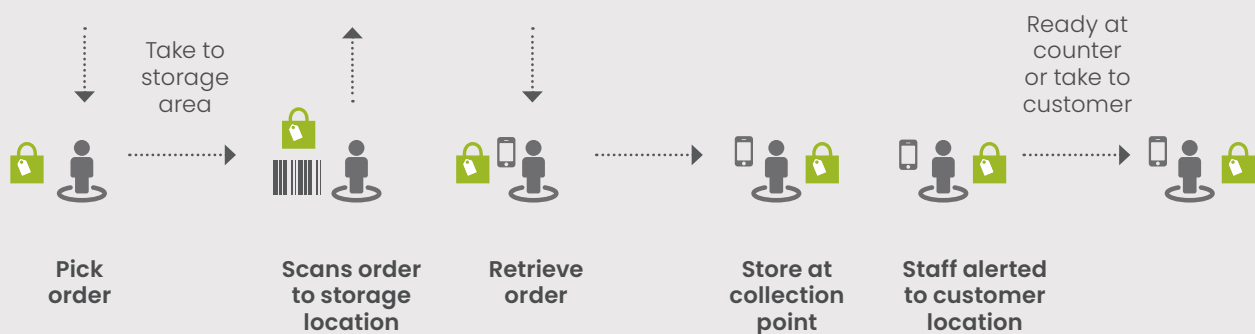 Take to
storage
area
Ready at
counter
or take to
customer
Pick
order
Scans order
to storage
location
Retrieve
order
Store at
collection
point
Staff alerted
to customer
location